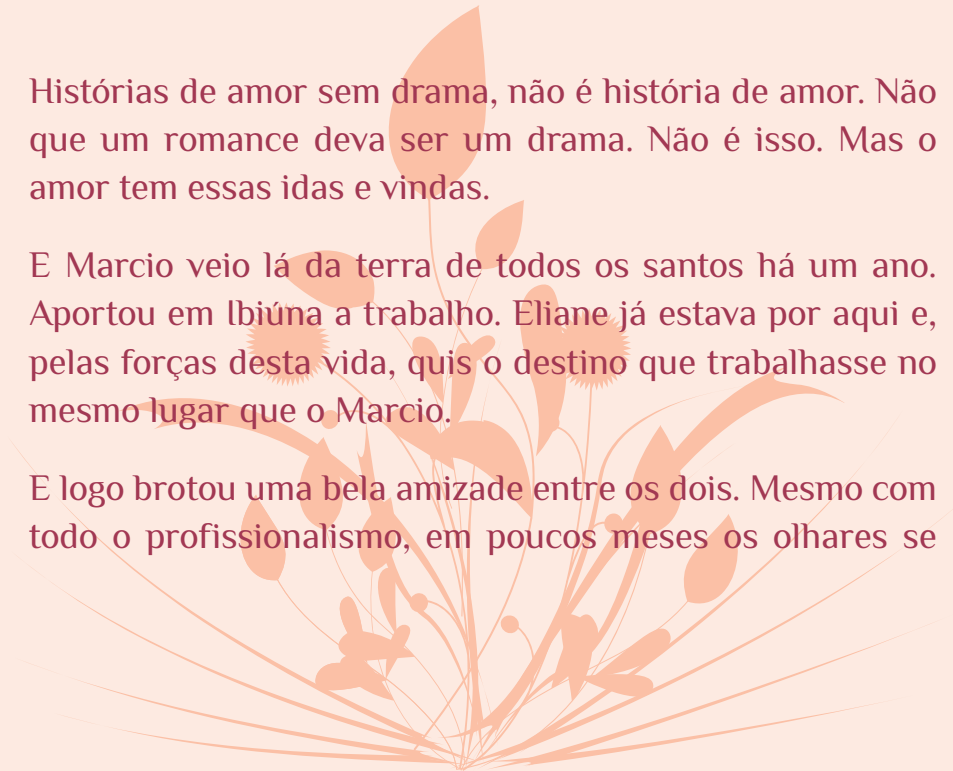 Histórias de amor sem drama, não é história de amor. Não
que um romance deva ser um drama. Não é isso. Mas o
amor tem essas idas e vindas.
E Marcio veio lá da terra de todos os santos há um ano.
Aportou em Ibiúna a trabalho. Eliane já estava por aqui e,
pelas forças desta vida, quis o destino que trabalhasse no
mesmo lugar que o Marcio.
E logo brotou uma bela amizade entre os dois. Mesmo com
todo o profissionalismo, em poucos meses os olhares se